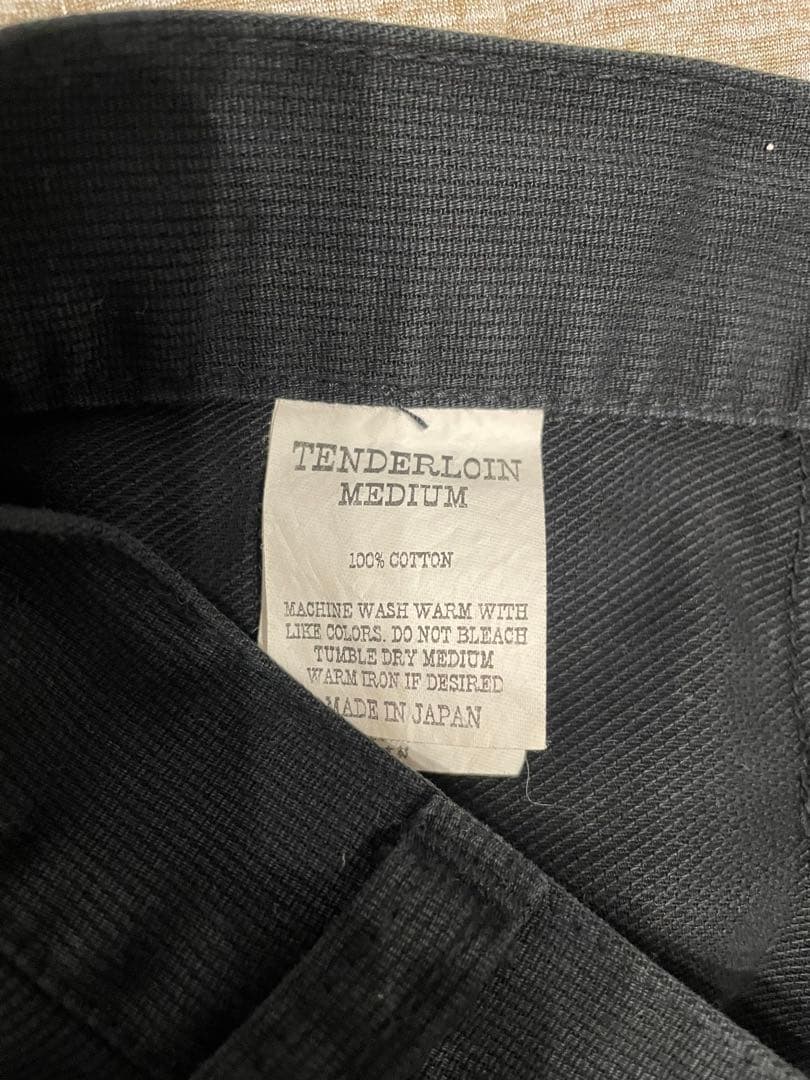 TENDERLOIN
MEDIUM
100% COTTON
MACHINE WASH WARM WITH
LIKE COLORS. DO NOT BLEACH
TUMBLE DRY MEDIUM
WARM IRON IF DESIRED
MADE IN JAPAN